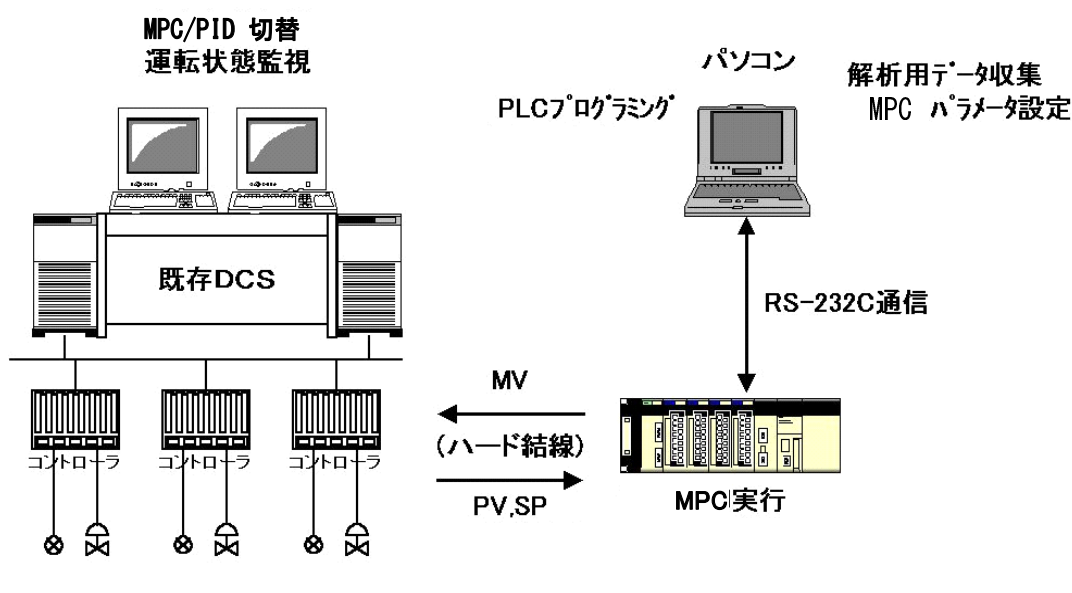 MPC/PID 切替
運転状態監視
パソコン
PLCプログラミング
解析用データ収集
MPC パラメータ設定
既存DCS
RS-232C通信
MV
(ハード結線)
PV,SP
MPC実行
コントローラ
コントローラ
コントローラ